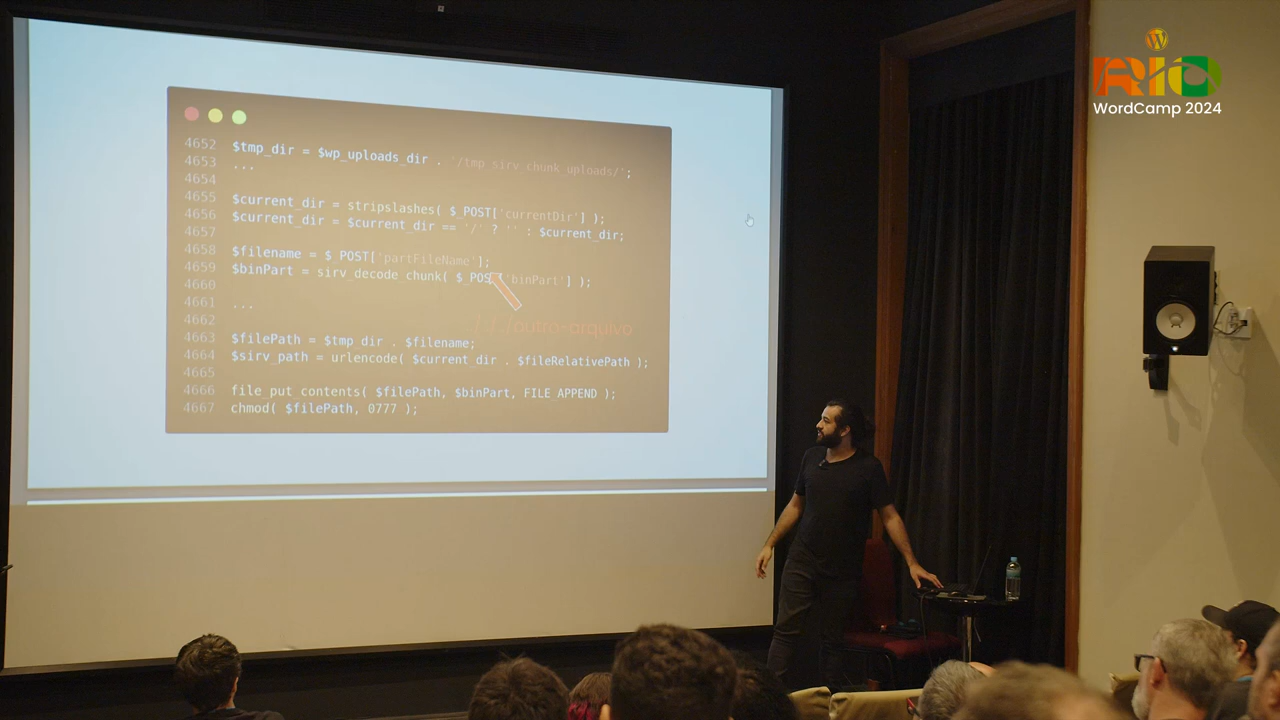 RIO
WordCamp 2024
4652 $tmp_dir = $wp_uploads_dir . '/tmp_sirv_chunk_uploads/';
4653 ...
4654
4655 $current_dir = stripslashes( $_POST['currentDir'] );
4656 $current_dir = $current_dir == '/' ? '' : $current_dir;
4657
4658 $filename = $_POST['partFileName'];
4659 $binPart = sirv_decode_chunk( $_POST['binPart'] );
4660
4661 ...
4662
/../../outro-arquivo
4663 $filePath = $tmp_dir . $filename;
4664 $sirv_path = urlencode( $current_dir . $fileRelativePath );
4665
4666 file_put_contents( $filePath, $binPart, FILE_APPEND );
4667 chmod( $filePath, 0777 );